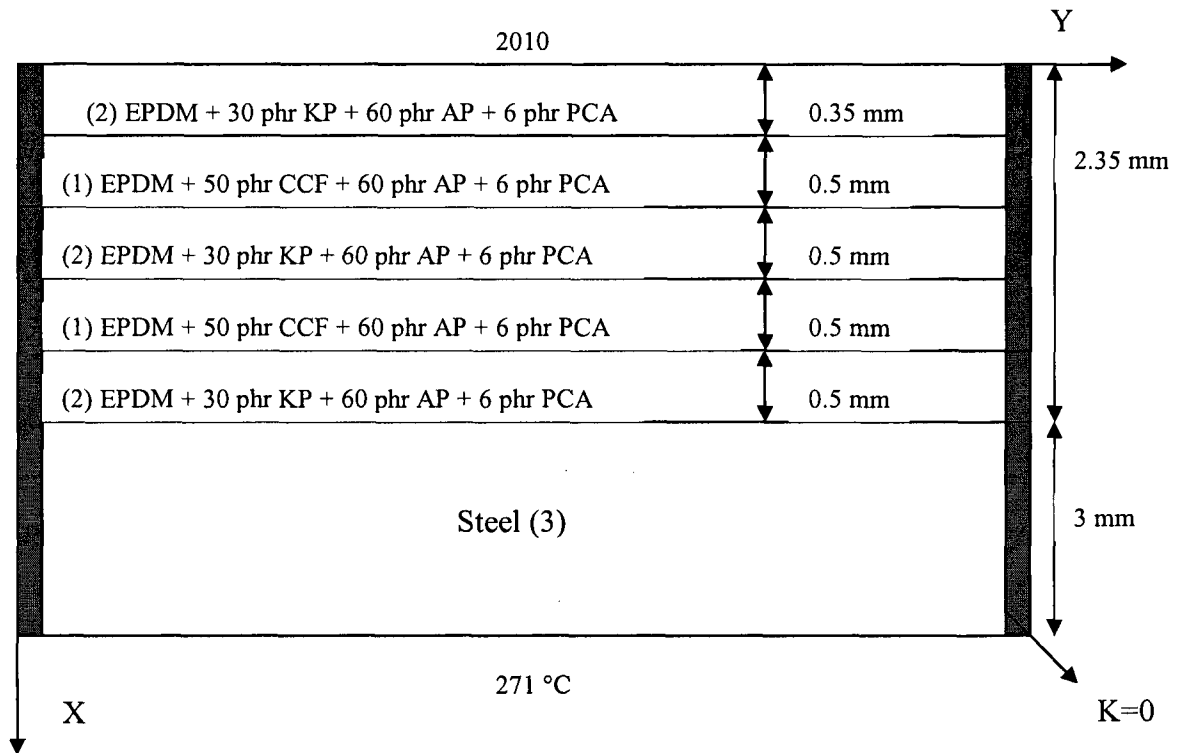 Y
2010
(2) EPDM + 30 phr KP + 60 phr AP + 6 phr PCA 0.35 mm
2.35 mm
(1) EPDM + 50 phr CCF + 60 phr AP + 6 phr PCA 0.5 mm
(2) EPDM + 30 phr KP + 60 phr AP + 6 phr PCA 0.5 mm
(1) EPDM + 50 phr CCF + 60 phr AP + 6 phr PCA 0.5 mm
(2) EPDM + 30 phr KP + 60 phr AP + 6 phr PCA 0.5 mm
Steel (3) 3 mm
271 °C
X K=0